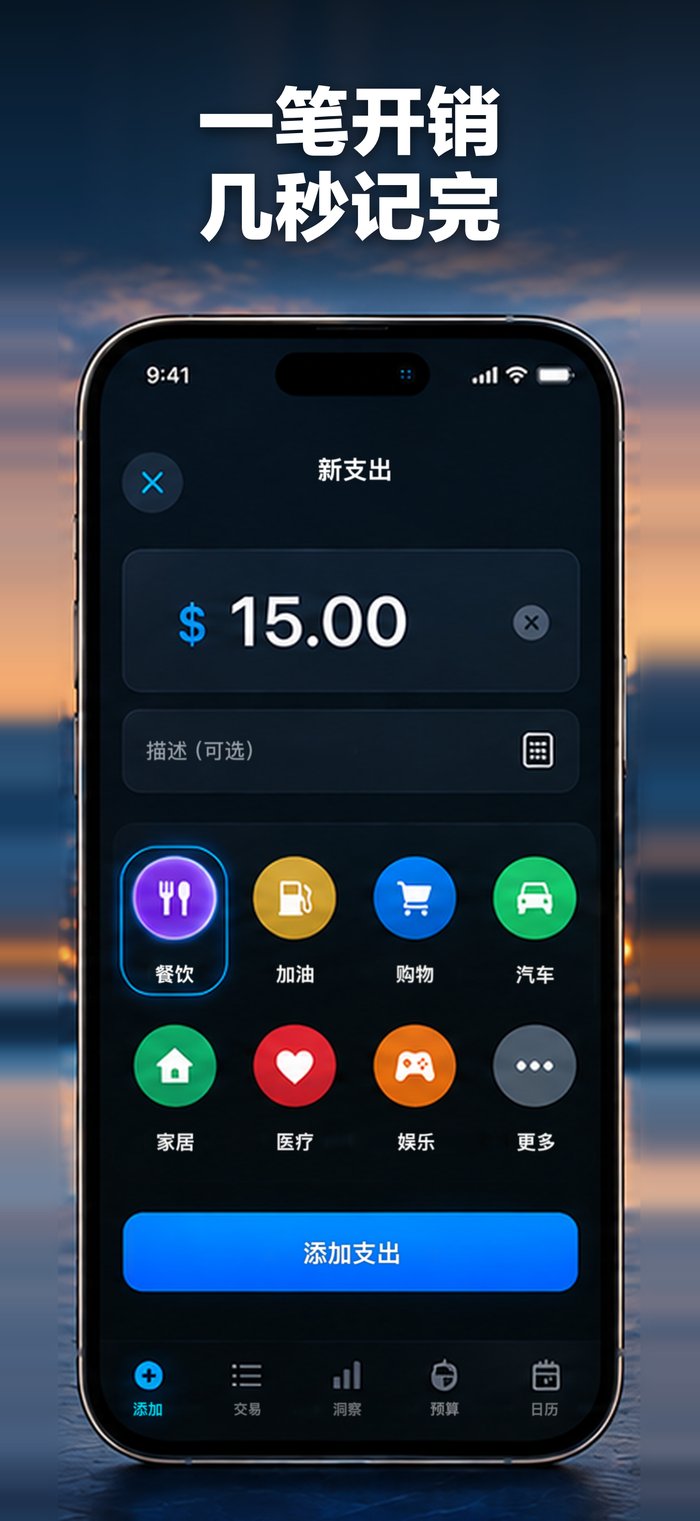 一笔开销
几秒记完
9:41
新支出
$ 15.00
描述 (可选)
餐饮 加油 购物 汽车
家居 医疗 娱乐 更多
添加支出
添加 交易 洞察 预算 日历